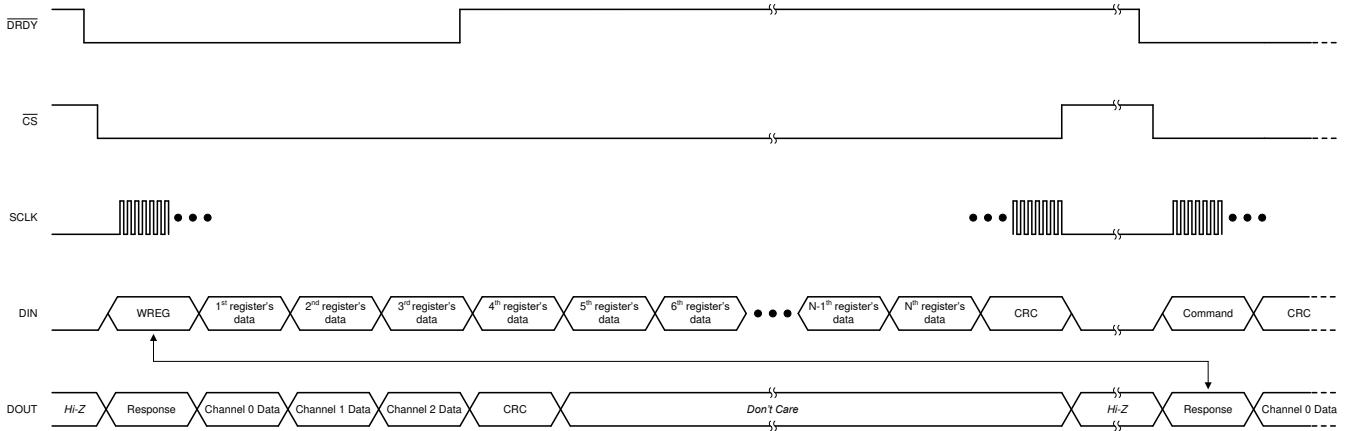 DRDY
CS
SCLK
DIN
WREG
1st register's
data
2nd register's
data
3rd register's
data
4th register's
data
5th register's
data
6th register's
data
N-1th register's
data
Nth register's
data
CRC
Command
CRC
DOUT
Hi-Z
Response
Channel 0 Data
Channel 1 Data
Channel 2 Data
CRC
Don't Care
Hi-Z
Response
Channel 0 Data